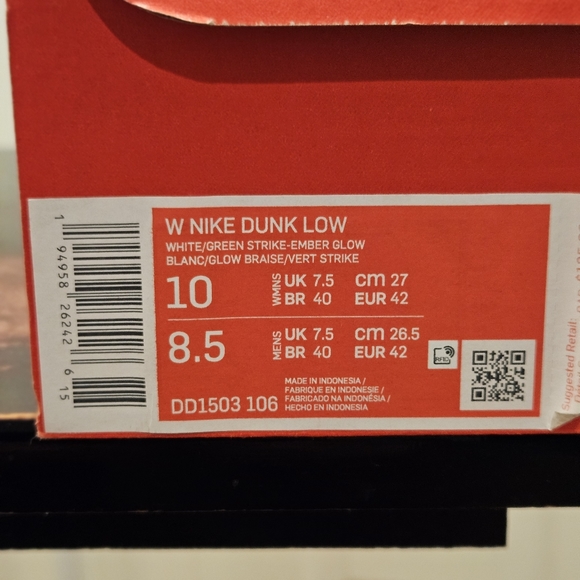 W NIKE DUNK LOW
WHITE/GREEN STRIKE-EMBER GLOW
BLANC/GLOW BRAISE/VERT STRIKE
10 WMNS UK 7.5 cm 27
BR 40 EUR 42
8.5 MENS UK 7.5 cm 26.5
BR 40 EUR 42
RFID
DD1503 106
MADE IN INDONESIA /
FABRIQUE EN INDONESIE /
FABRICADO NA INDONÉSIA /
HECHO EN INDONESIA
1 94958 26242 6 15
Suggested Retail: